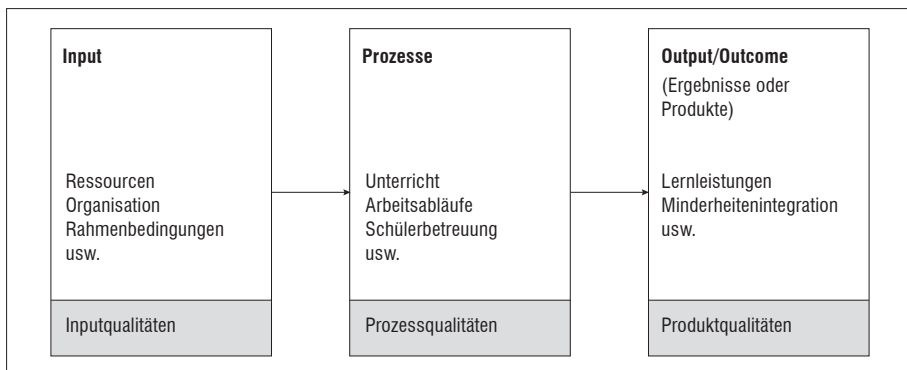 Input
Ressourcen
Organisation
Rahmenbedingungen
usw.
Inputqualitäten
Prozesse
Unterricht
Arbeitsabläufe
Schülerbetreuung
usw.
Prozessqualitäten
Output/Outcome
(Ergebnisse oder
Produkte)
Lernleistungen
Minderheitenintegration
usw.
Produktqualitäten